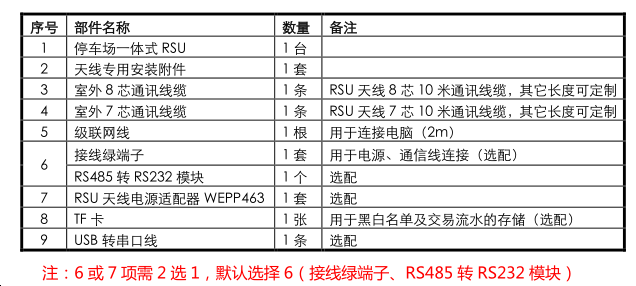 序号 部件名称 数量 备注
1 停车场一体式 RSU 1 台
2 天线专用安装附件 1 套
3 室外 8 芯通讯线缆 1 条 RSU 天线 8 芯 10 米通讯线缆，其它长度可定制
4 室外 7 芯通讯线缆 1 条 RSU 天线 7 芯 10 米通讯线缆，其它长度可定制
5 级联网线 1 根 用于连接电脑（2m）
6 接线绿端子 1 套 用于电源、通信线连接（选配）
RS485 转 RS232 模块 1 个 选配
7 RSU 天线电源适配器 WEPP463 1 套 选配
8 TF 卡 1 张 用于黑白名单及交易流水的存储（选配）
9 USB 转串口线 1 条 选配
注：6 或 7 项需 2 选 1，默认选择 6（接线绿端子、RS485 转 RS232 模块）